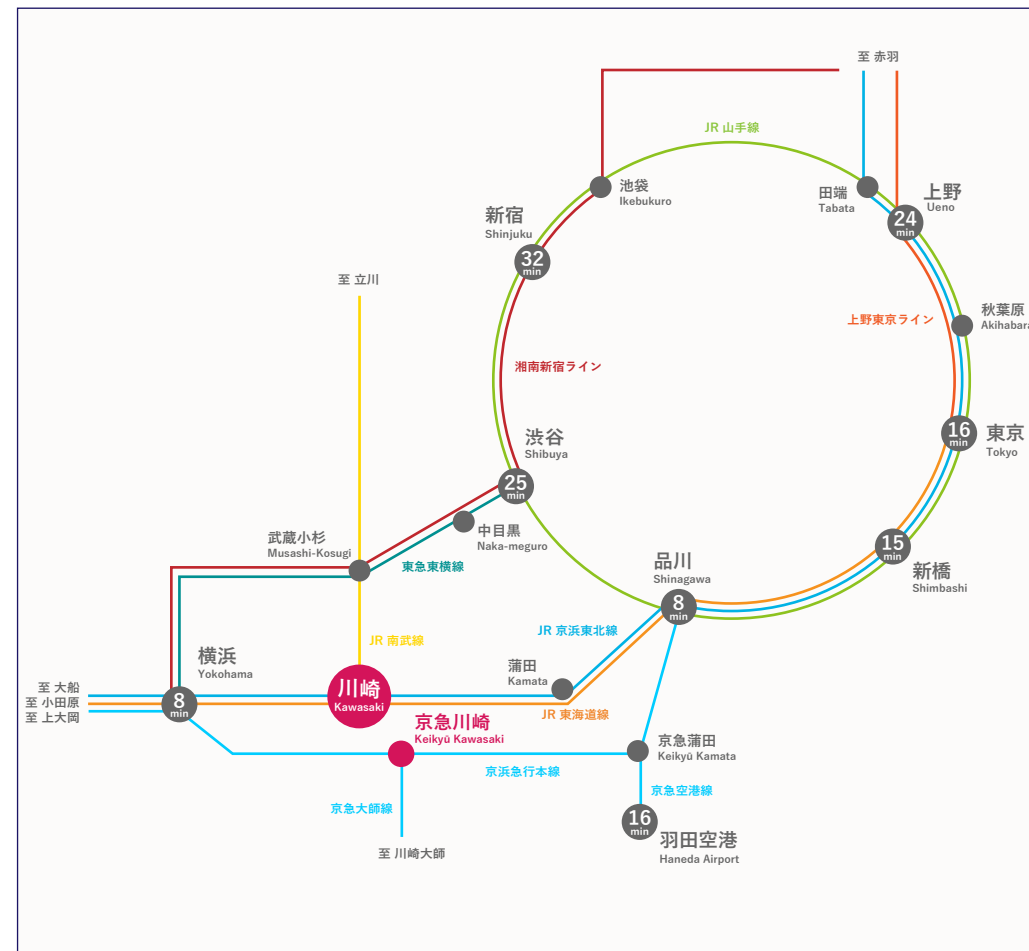 至 赤羽
JR 山手線
池袋
Ikebukuro
田端
Tabata
上野
Ueno
24
min
新宿
Shinjuku
32
min
至 立川
上野東京ライン
秋葉原
Akihabara
湘南新宿ライン
渋谷
Shibuya
25
min
16
min
東京
Tokyo
武蔵小杉
Musashi-Kosugi
中目黒
Naka-meguro
東急東横線
15
min
新橋
Shimbashi
品川
Shinagawa
8
min
JR 京浜東北線
JR 南武線
横浜
Yokohama
8
min
至 大船
至 小田原
至 上大岡
川崎
Kawasaki
蒲田
Kamata
JR 東海道線
京急川崎
Keikyū Kawasaki
京急蒲田
Keikyū Kamata
京浜急行本線
京急空港線
京急大師線
16
min
羽田空港
Haneda Airport
至 川崎大師